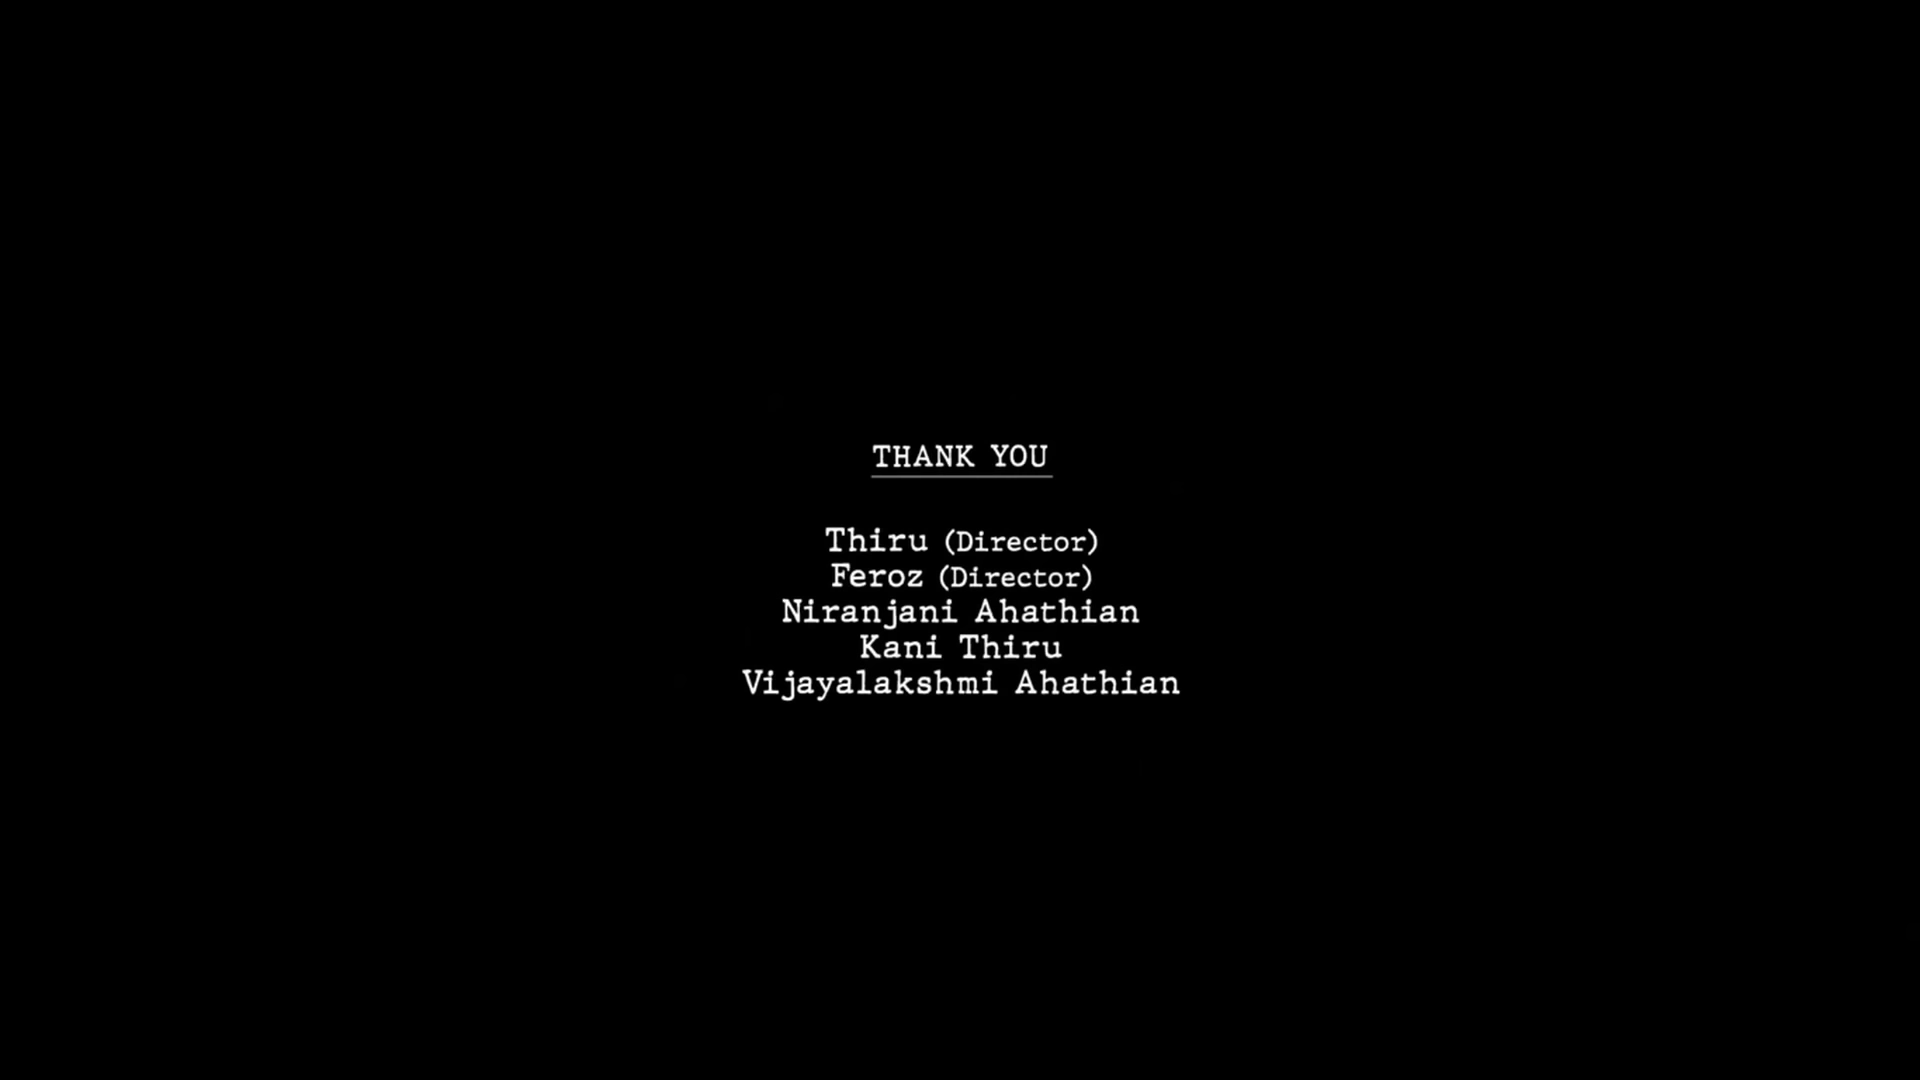 THANK YOU
Thiru (Director)
Feroz (Director)
Niranjani Ahathian
Kani Thiru
Vijayalakshmi Ahathian